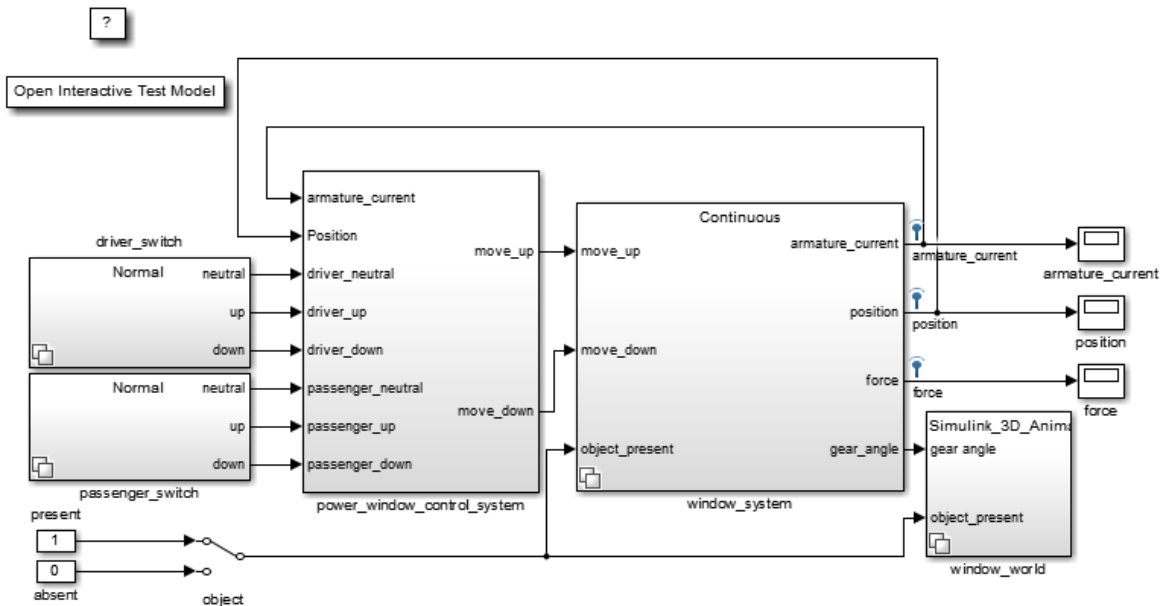 ?
Open Interactive Test Model
driver_switch
Normal
neutral
up
down
Normal
neutral
up
down
passenger_switch
present
1
0
absent
object
armature_current
Position
driver_neutral
driver_up
driver_down
passenger_neutral
passenger_up
passenger_down
move_up
move_down
power_window_control_system
Continuous
move_up
move_down
object_present
armature_current
position
force
gear_angle
window_system
armature_current
position
force
armature_current
position
force
Simulink_3D_Anima
gear angle
object_present
window_world